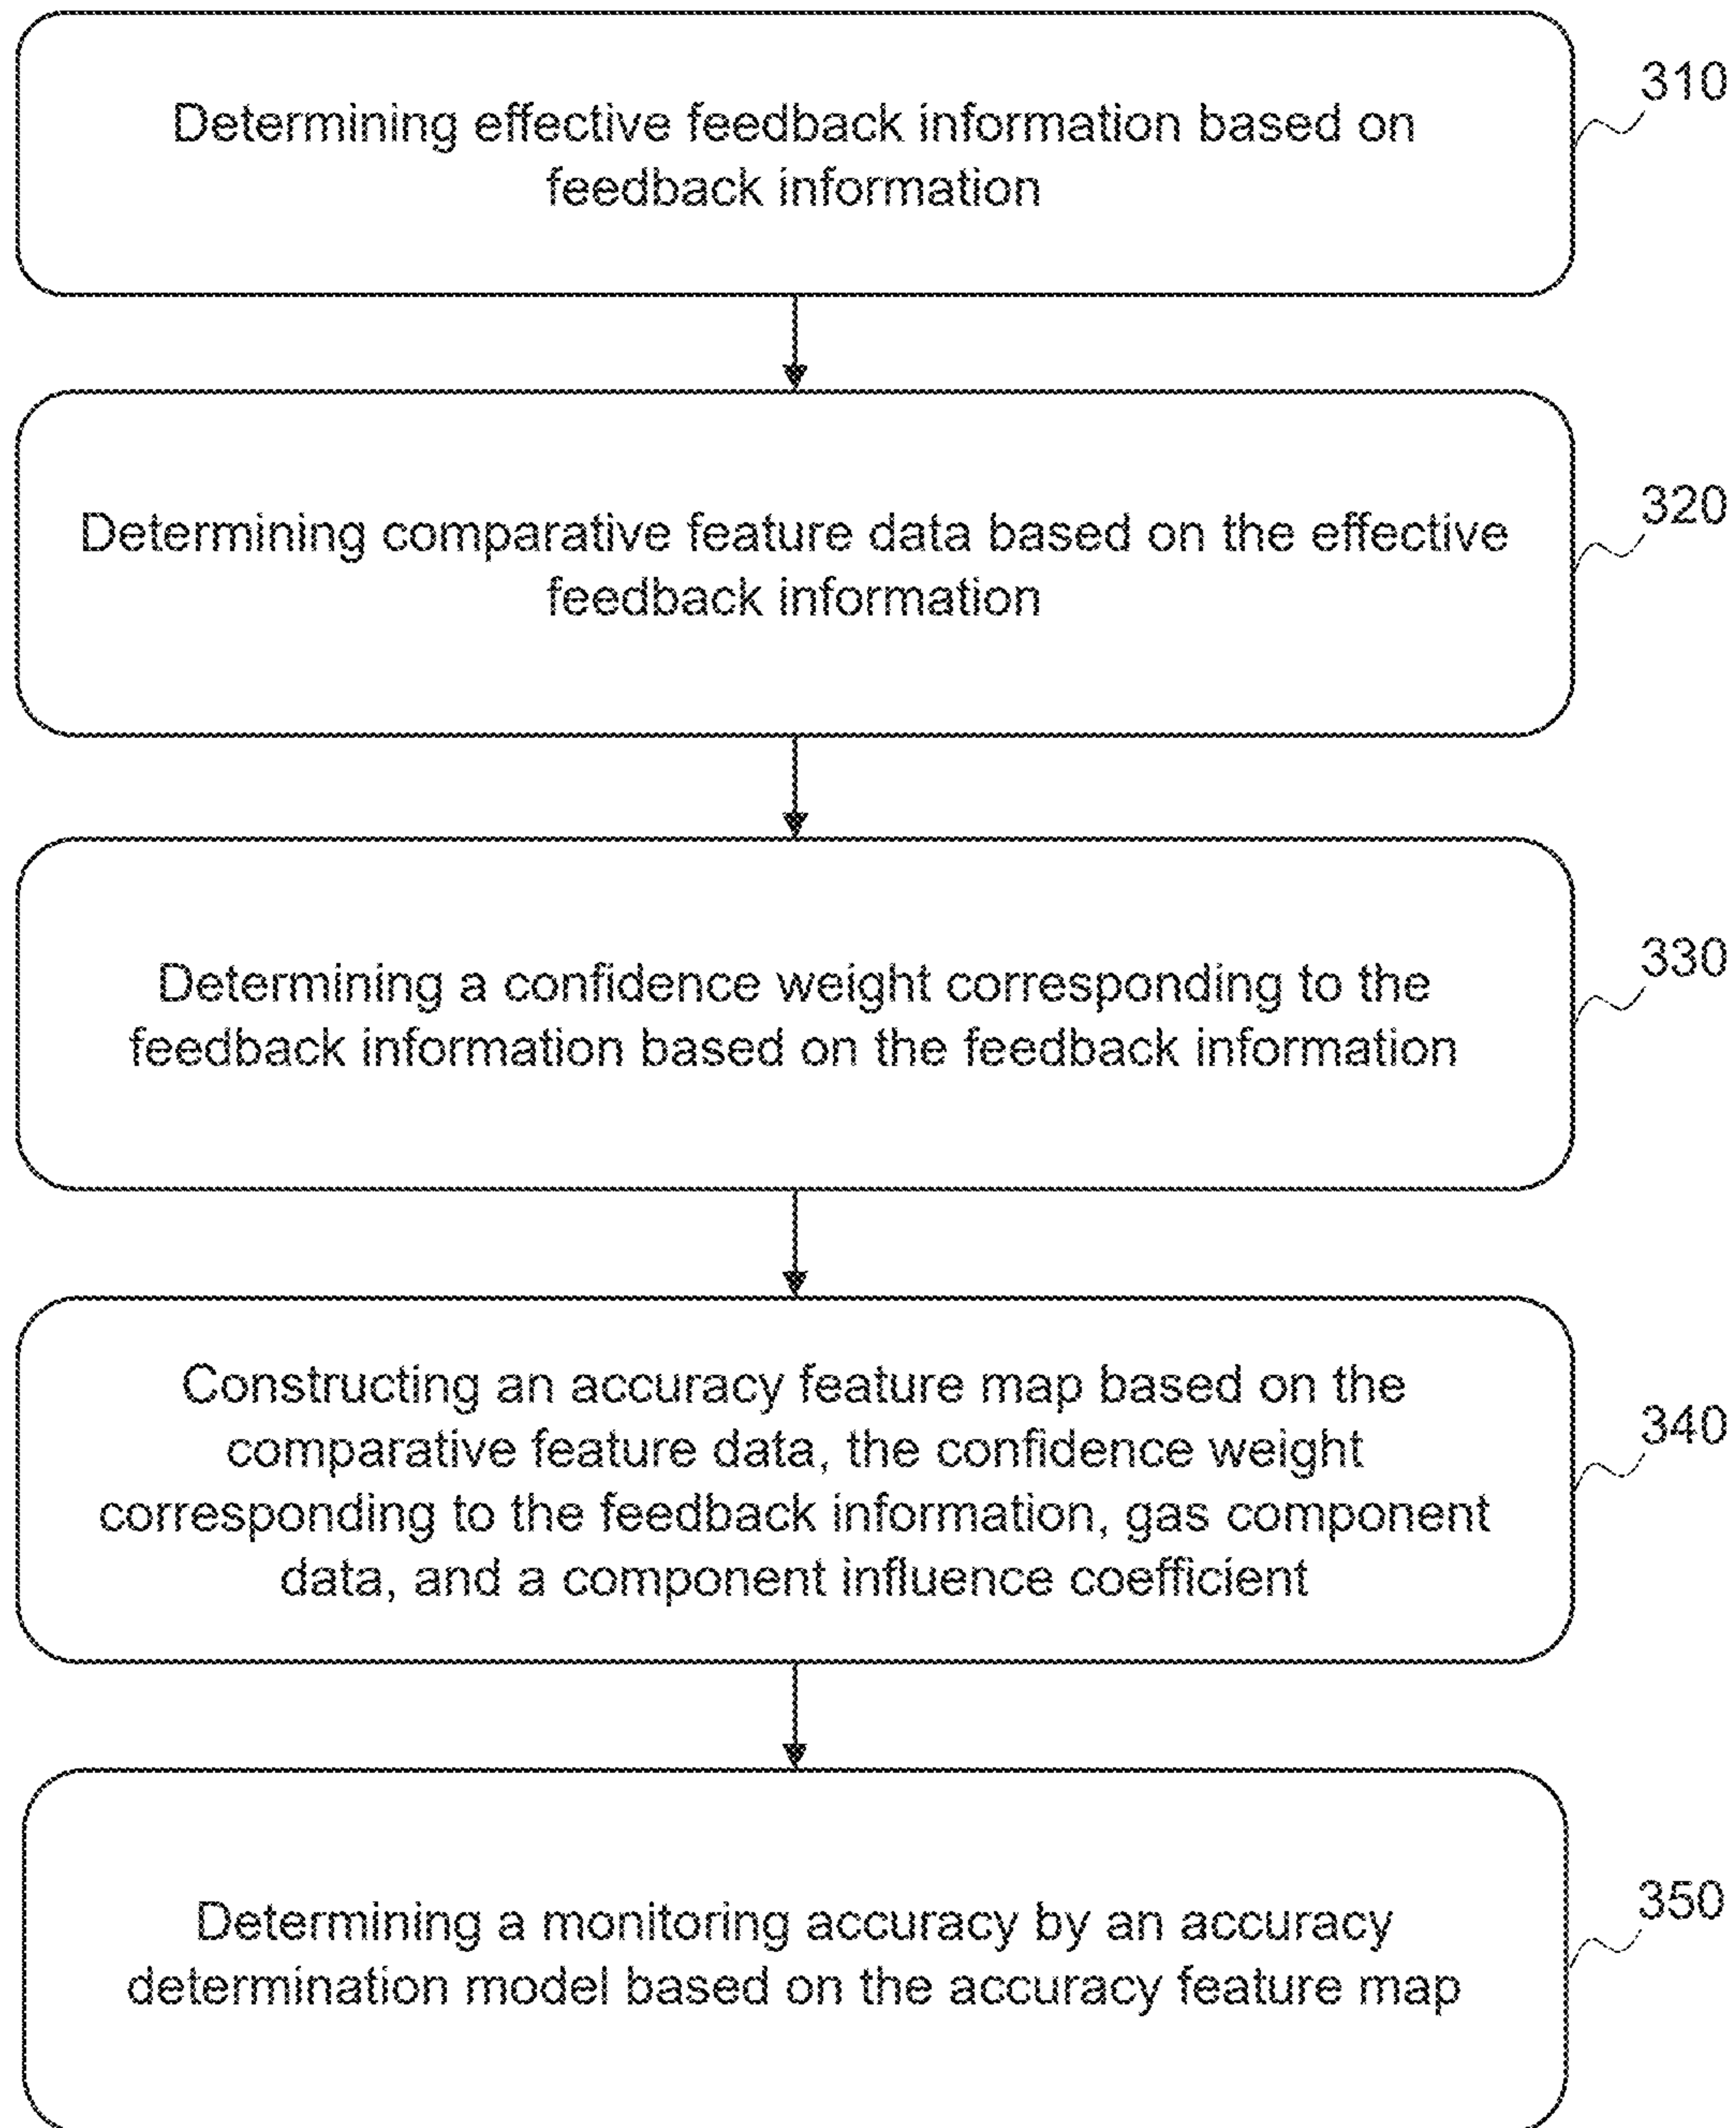 Determining effective feedback information based on
feedback information
310
Determining comparative feature data based on the effective
feedback information
320
Determining a confidence weight corresponding to the
feedback information based on the feedback information
330
Constructing an accuracy feature map based on the
comparative feature data, the confidence weight
corresponding to the feedback information, gas component
data, and a component influence coefficient
340
Determining a monitoring accuracy by an accuracy
determination model based on the accuracy feature map
350